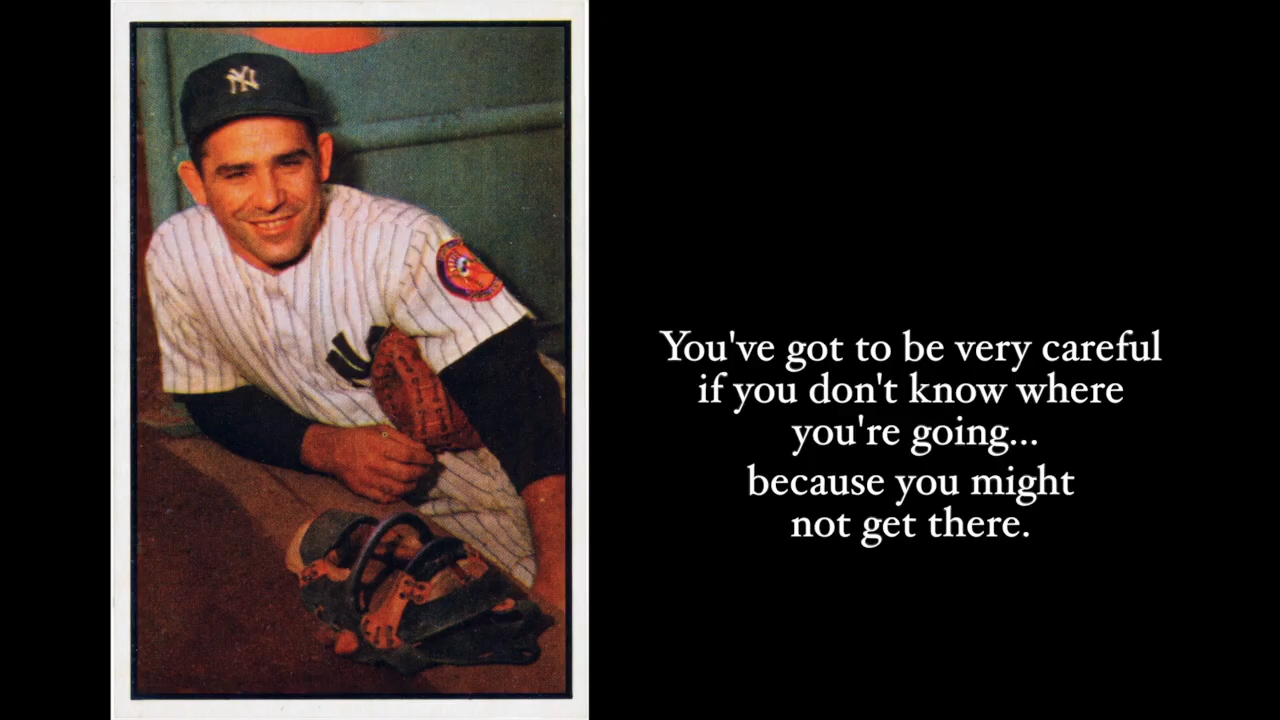 NY
You've got to be very careful
if you don't know where
you're going...
because you might
not get there.